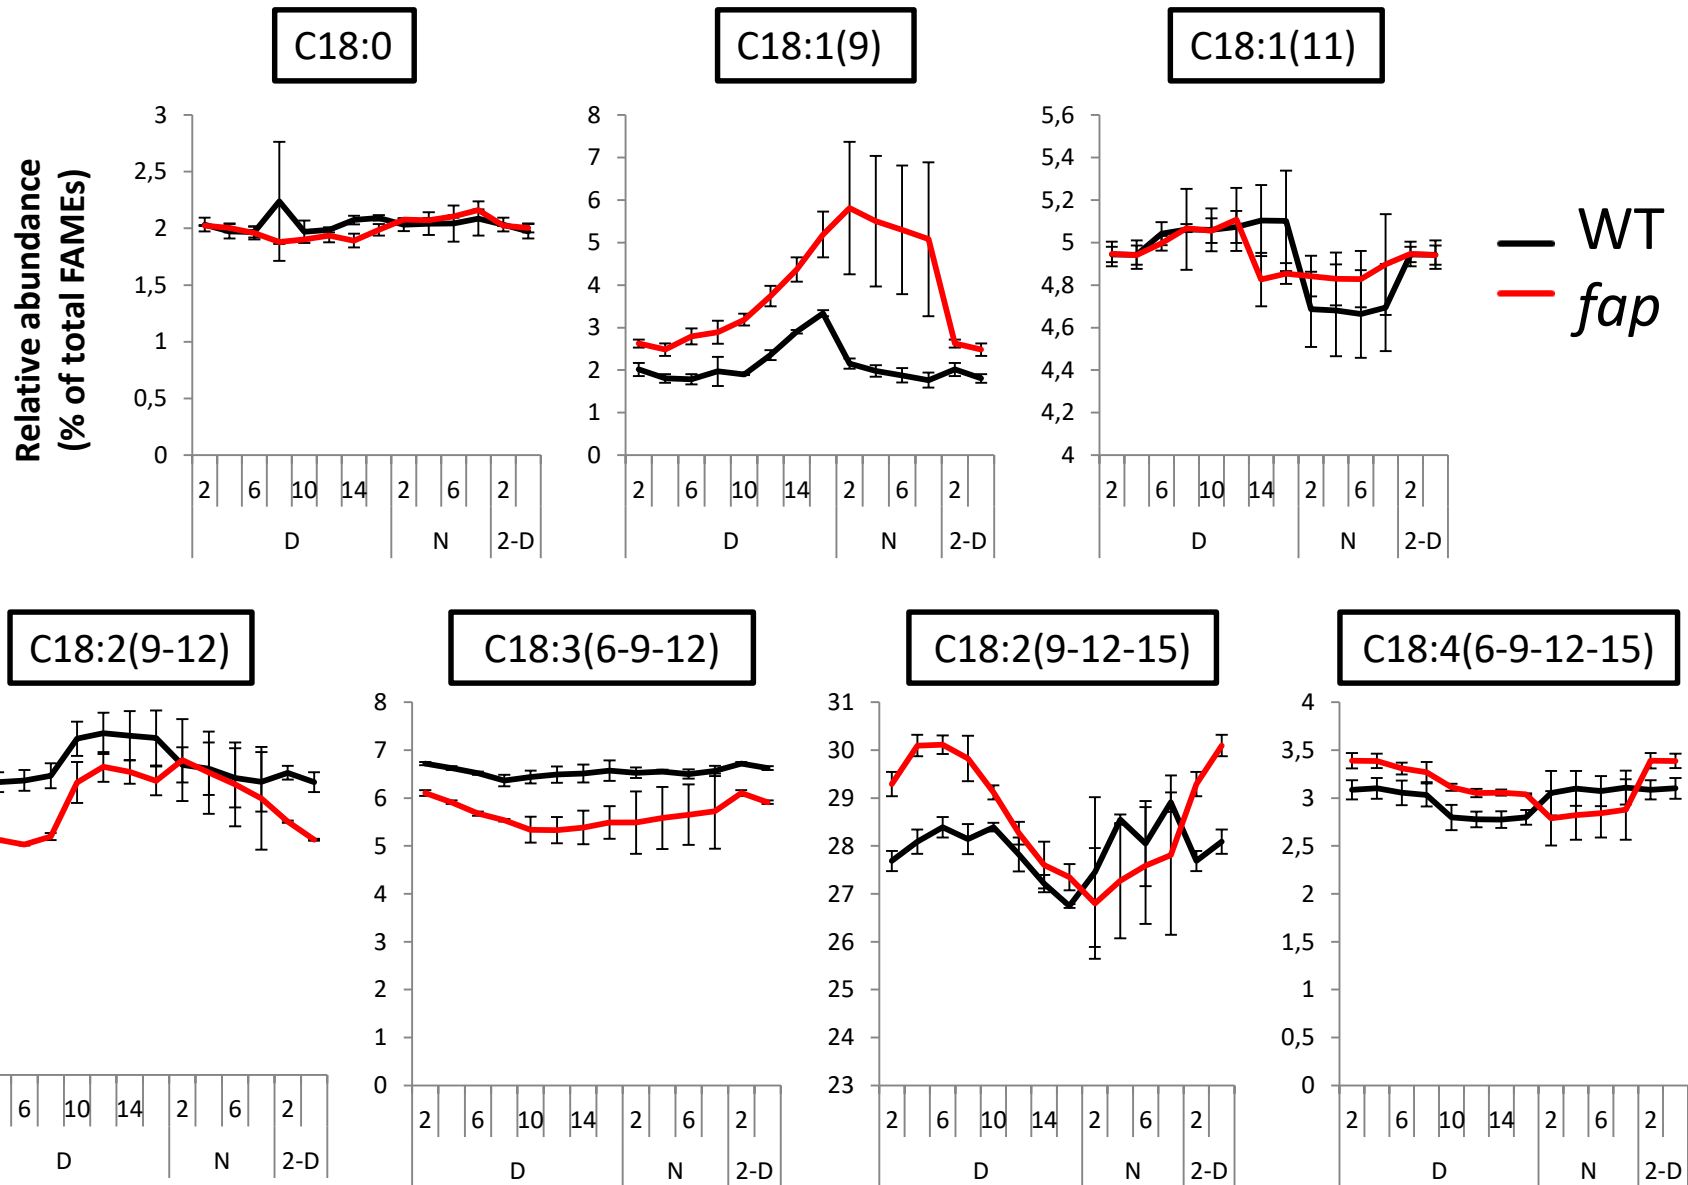 C18:0
C18:1(9)
C18:1(11)
Relative abundance
(% of total FAMEs)
3
2,5
2
1,5
1
0,5
0
2 6 10 14 2 6 2
D N 2-D
8
7
6
5
4
3
2
1
0
2 6 10 14 2 6 2
D N 2-D
5,6
5,4
5,2
5
4,8
4,6
4,4
4,2
4
2 6 10 14 2 6 2
D N 2-D
WT
fap
C18:2(9-12)
C18:3(6-9-12)
C18:2(9-12-15)
C18:4(6-9-12-15)
6 10 14 2 6 2
D N 2-D
8
7
6
5
4
3
2
1
0
2 6 10 14 2 6 2
D N 2-D
31
30
29
28
27
26
25
24
23
2 6 10 14 2 6 2
D N 2-D
4
3,5
3
2,5
2
1,5
1
0,5
0
2 6 10 14 2 6 2
D N 2-D